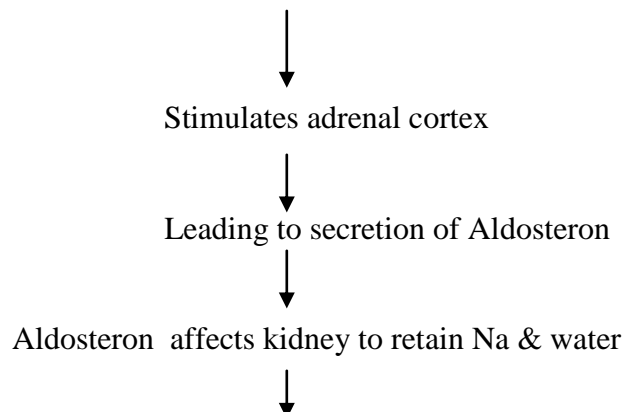 Stimulates adrenal cortex
Leading to secretion of Aldosteron
Aldosteron affects kidney to retain Na & water